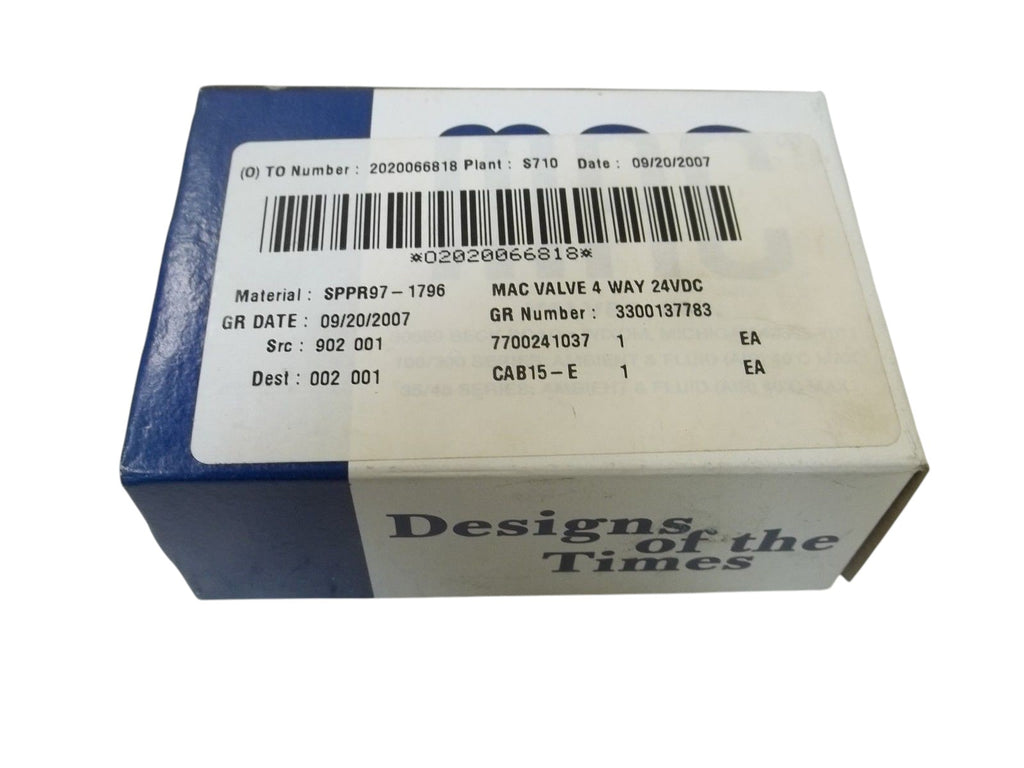 mac
(O) TO Number : 2020066818 Plant : S710 Date : 09/20/2007
*O2020066818*
Material : SPPR97-1796 MAC VALVE 4 WAY 24VDC
GR DATE : 09/20/2007 GR Number : 3300137783
Src : 902 001 7700241037 1 EA
Dest : 002 001 CAB15-E 1 EA
Designs
of the
Times